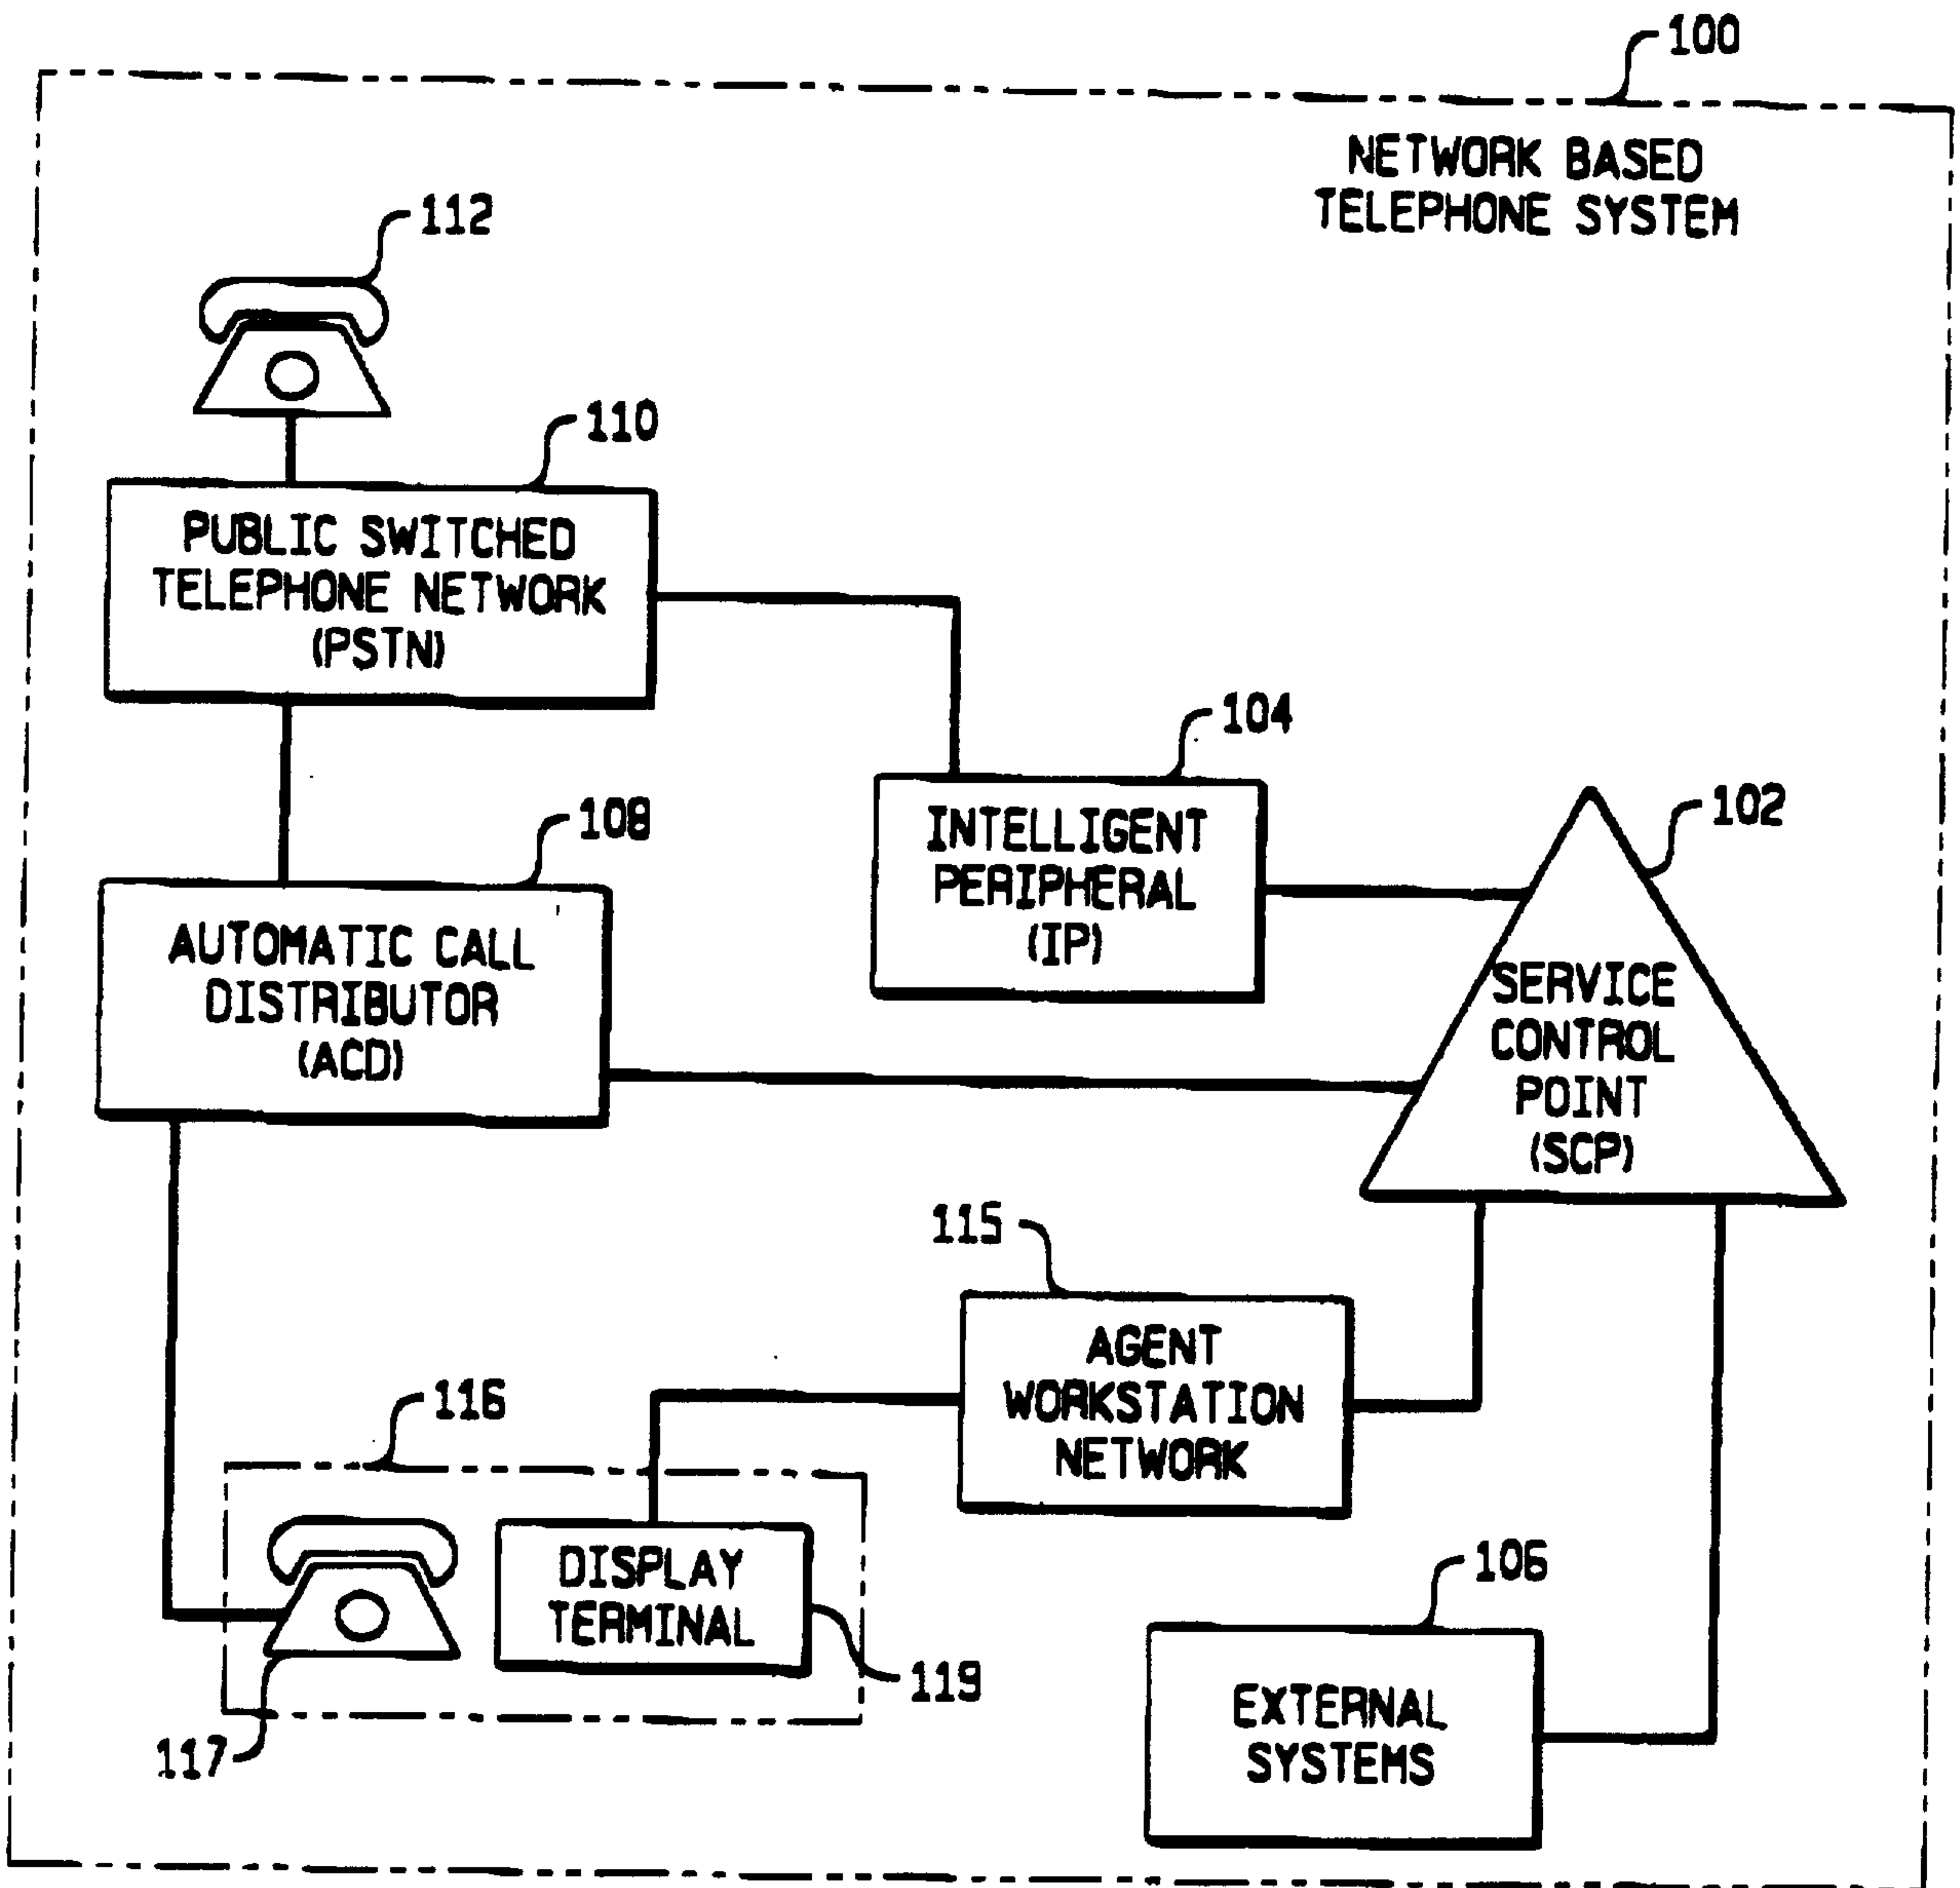 100
NETWORK BASED
TELEPHONE SYSTEM
112
110
PUBLIC SWITCHED
TELEPHONE NETWORK
(PSTN)
104
INTELLIGENT
PERIPHERAL
(IP)
102
SERVICE
CONTROL
POINT
(SCP)
108
AUTOMATIC CALL
DISTRIBUTOR
(ACD)
115
AGENT
WORKSTATION
NETWORK
116
DISPLAY
TERMINAL
119
117
106
EXTERNAL
SYSTEMS